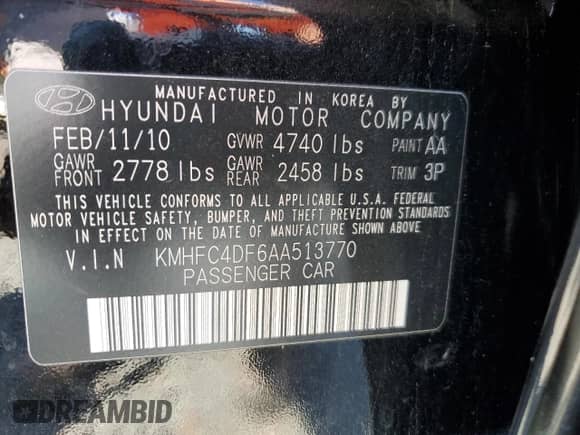 MANUFACTURED IN KOREA BY
HYUNDAI MOTOR COMPANY
FEB/11/10 GVWR 4740 lbs PAINT AA
GAWR FRONT 2778 lbs GAWR REAR 2458 lbs TRIM 3P
THIS VEHICLE CONFORMS TO ALL APPLICABLE U.S.A. FEDERAL
MOTOR VEHICLE SAFETY, BUMPER, AND THEFT PREVENTION STANDARDS
IN EFFECT ON THE DATE OF MANUFACTURE SHOWN ABOVE.
V.I.N KMHFC4DF6AA513770
PASSENGER CAR
DREAMBID